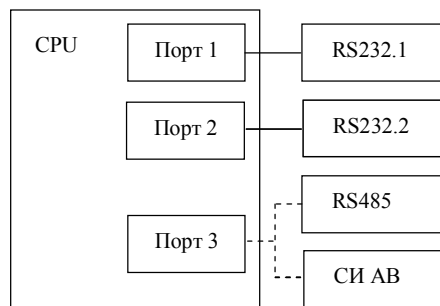 CPU
Порт 1
RS232.1
Порт 2
RS232.2
RS485
Порт 3
СИ АВ